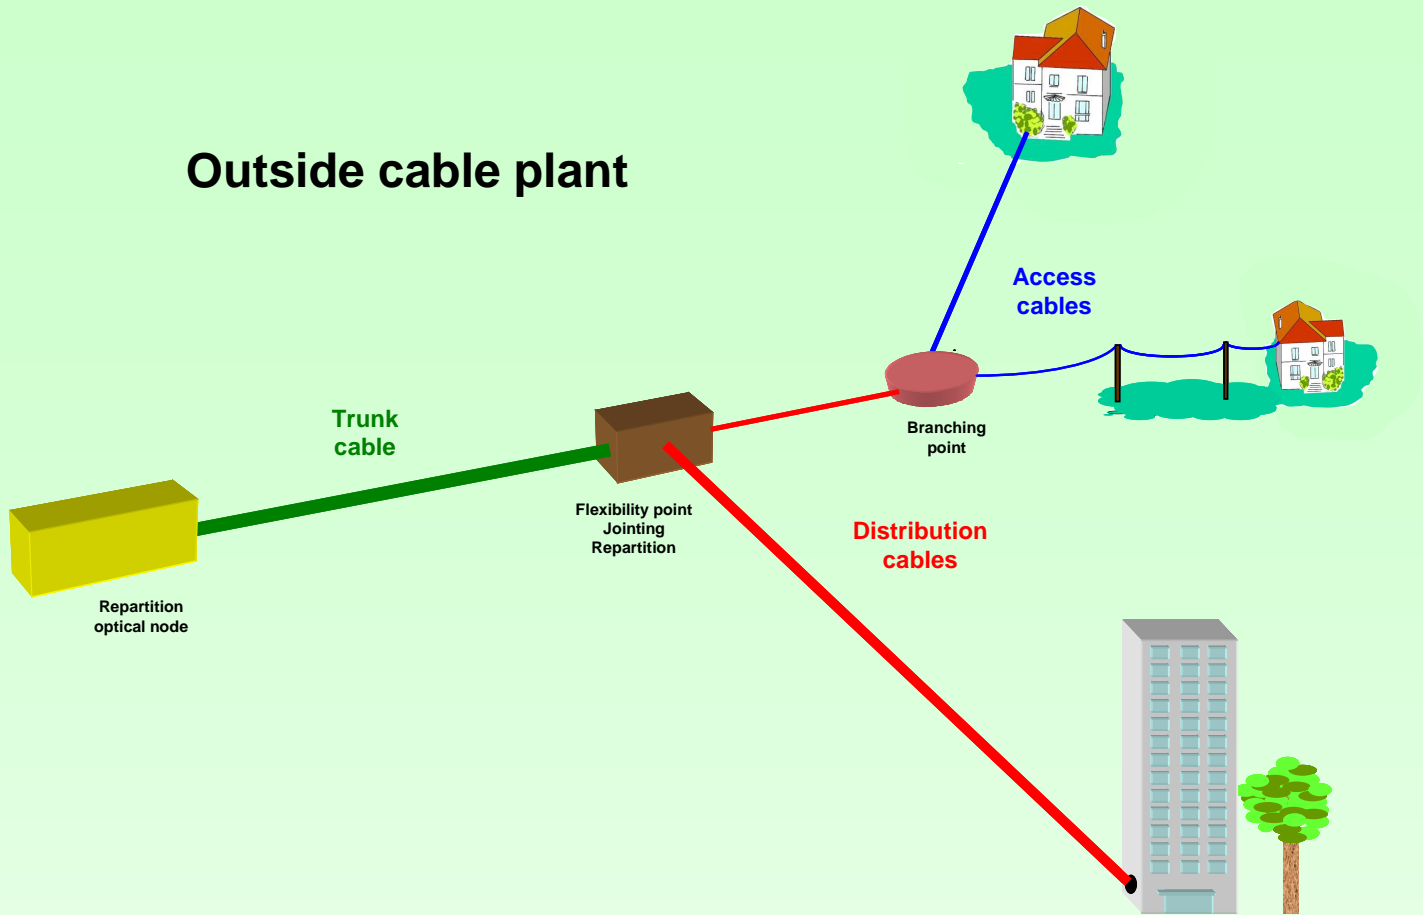 Outside cable plant
Access
cables
Trunk
cable
Branching
point
Flexibility point
Jointing
Repartition
Distribution
cables
Repartition
optical node